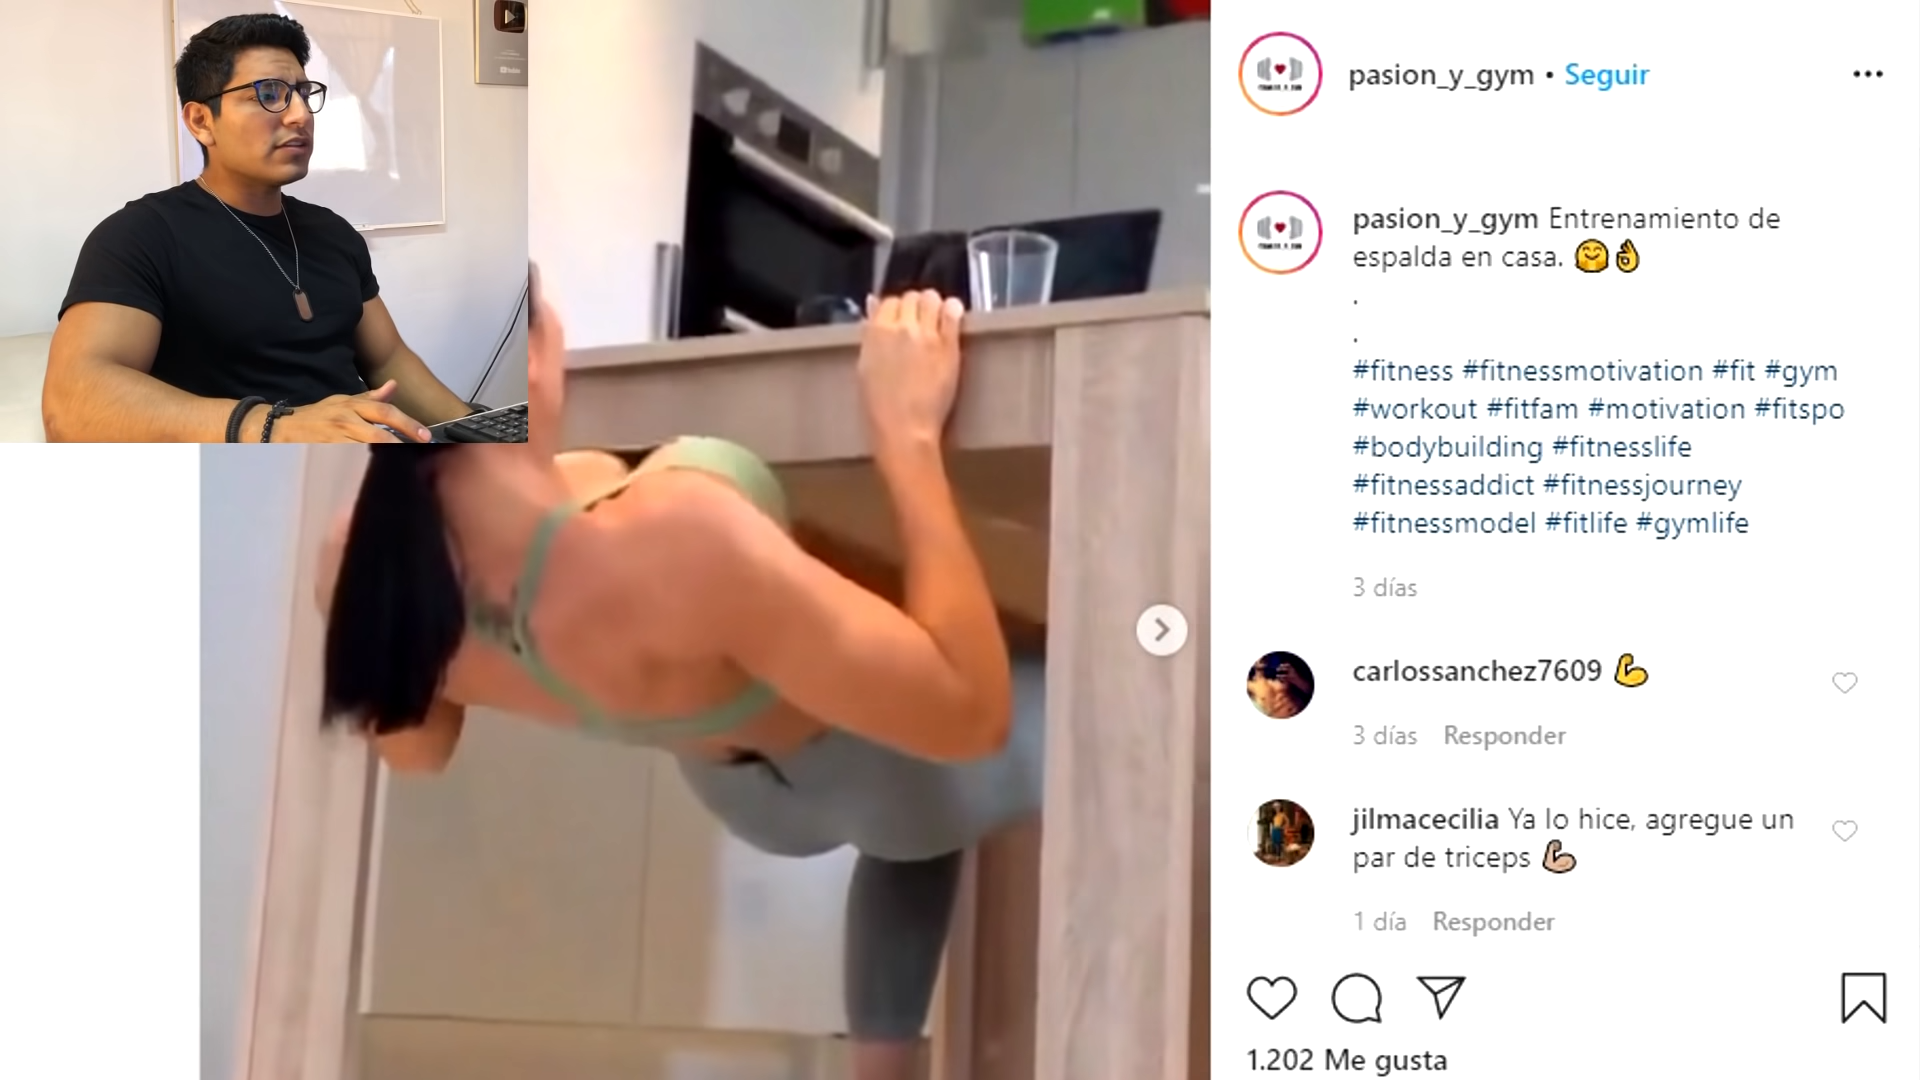 pasion_y_gym • Seguir
pasion_y_gym Entrenamiento de
espalda en casa. 🤗👌
.
.
#fitness #fitnessmotivation #fit #gym
#workout #fitfam #motivation #fitspo
#bodybuilding #fitnesslife
#fitnessaddict #fitnessjourney
#fitnessmodel #fitlife #gymlife
3 días
carlossanchez7609 💪
3 días Responder
jilmacecilia Ya lo hice, agregue un
par de triceps 💪🏼
1 día Responder
1.202 Me gusta